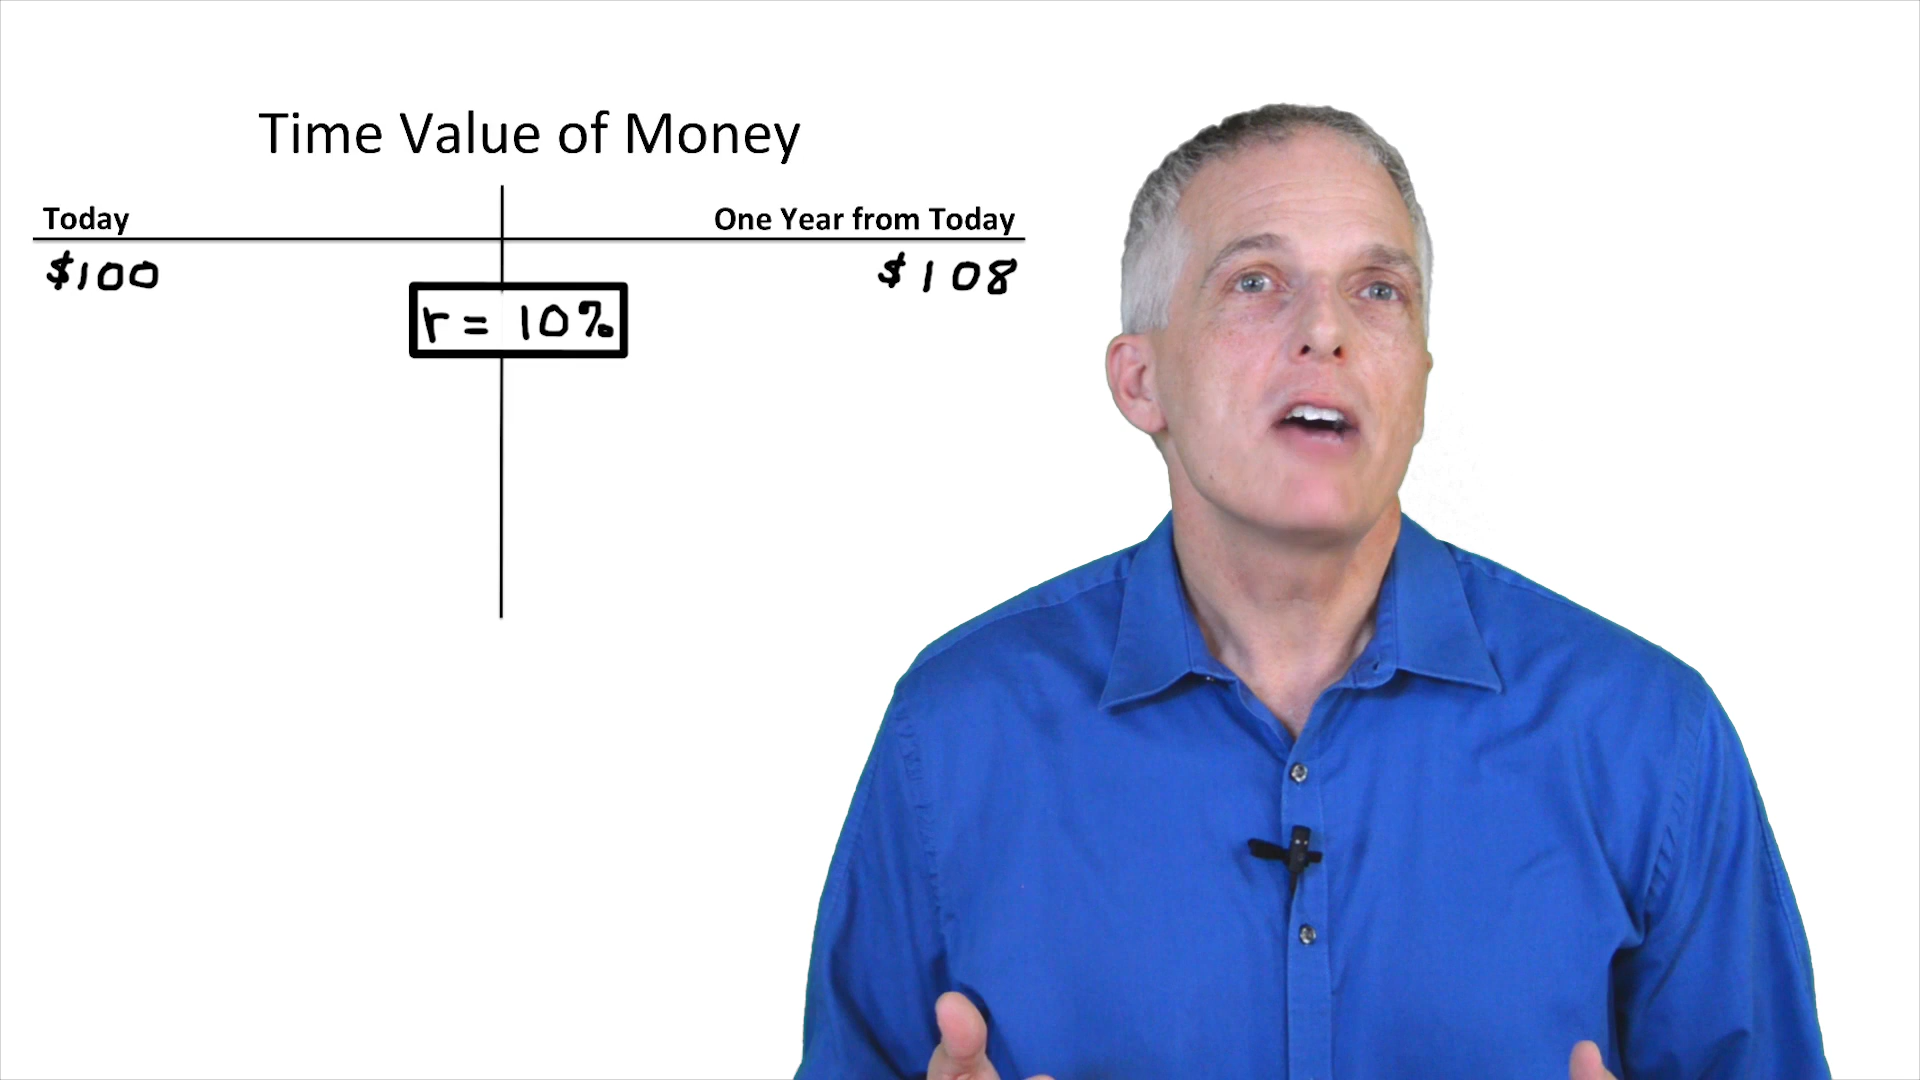 Time Value of Money
Today One Year from Today
$100 $108
r = 10%